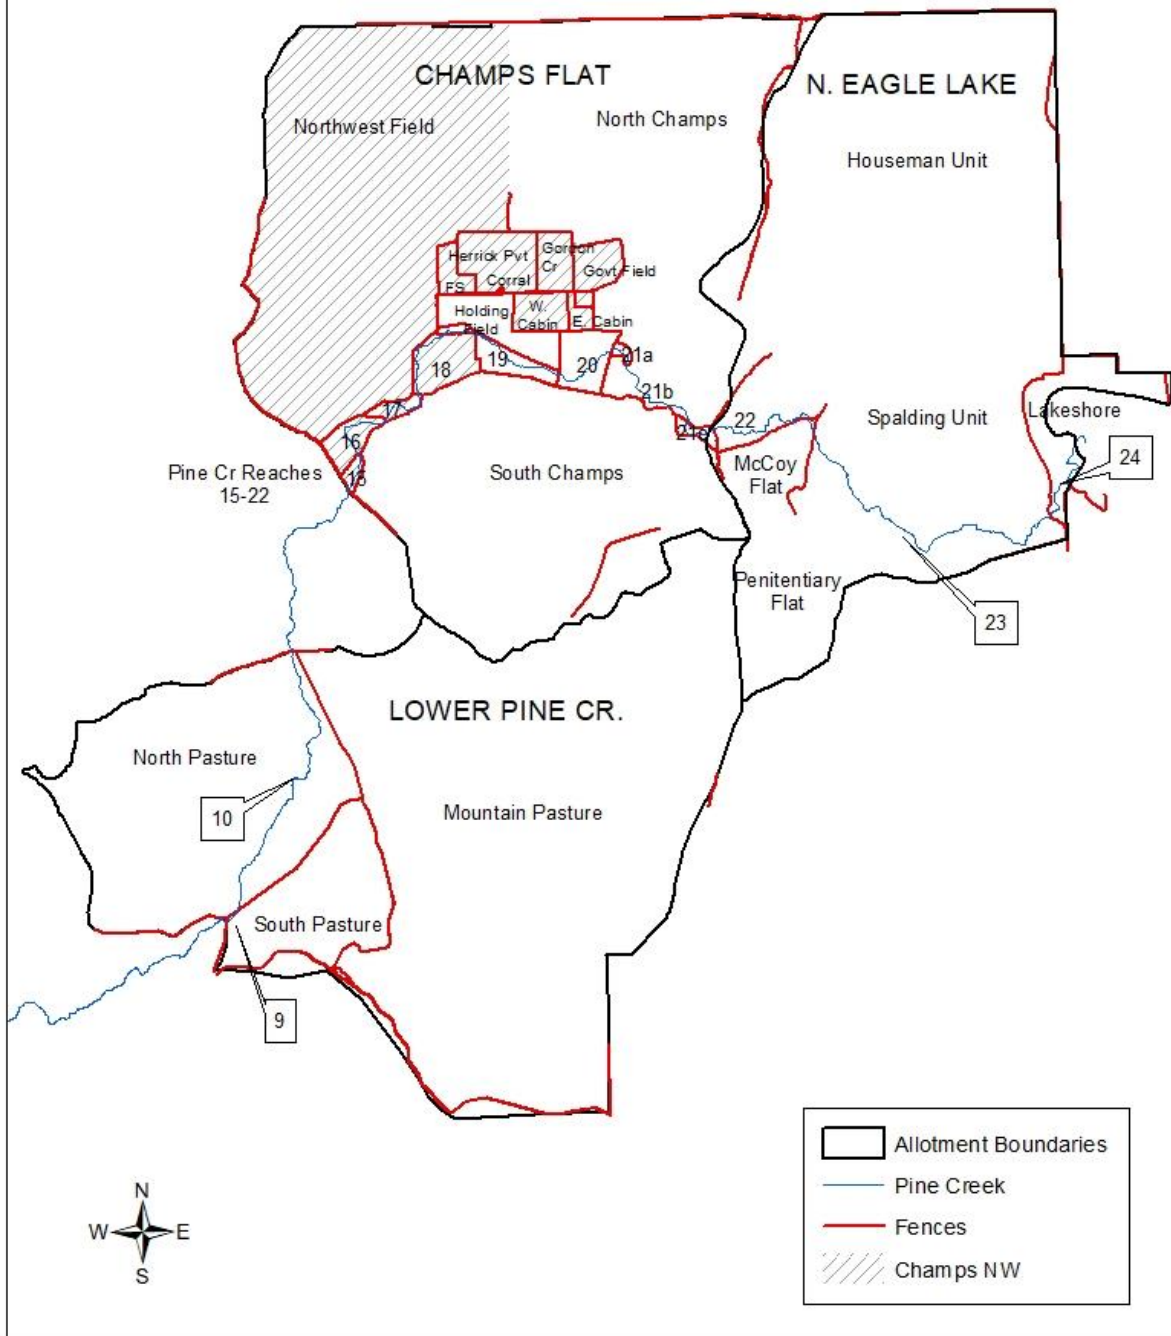 CHAMPS FLAT
N. EAGLE LAKE
Northwest Field
North Champs
Houseman Unit
Herrick Pvt
Gordon
Cr
Govt Field
FS
Corral
Holding
Field
W.
Cabin
E. Cabin
18
19
20
21a
21b
17
16
15
22
Spalding Unit
Lakeshore
24
Pine Cr Reaches
15-22
South Champs
McCoy
Flat
Penitentiary
Flat
23
LOWER PINE CR.
North Pasture
10
Mountain Pasture
South Pasture
9
Allotment Boundaries
Pine Creek
Fences
Champs NW
N
W
E
S